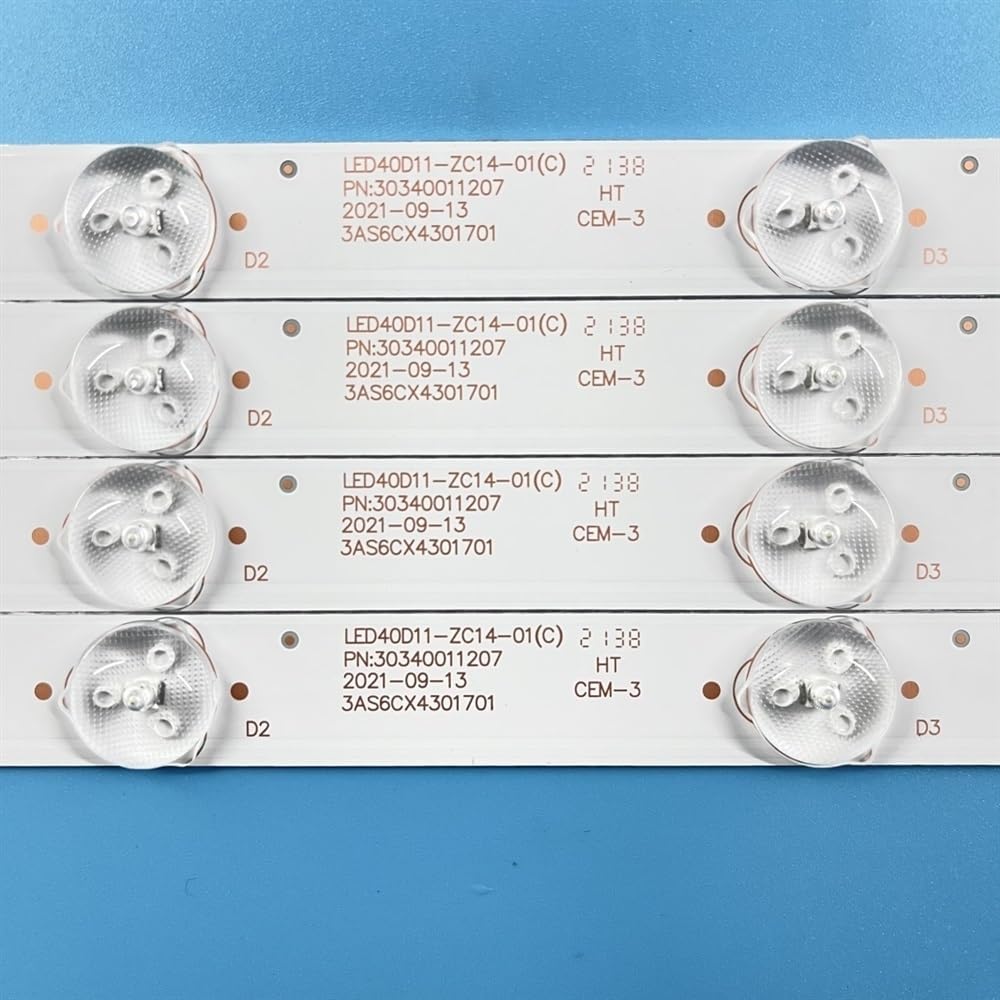 LED40D11-ZC14-01(C) 2138
PN:30340011207 HT
2021-09-13 CEM-3
3AS6CX4301701
D2 D3
LED40D11-ZC14-01(C) 2138
PN:30340011207 HT
2021-09-13 CEM-3
3AS6CX4301701
D2 D3
LED40D11-ZC14-01(C) 2138
PN:30340011207 HT
2021-09-13 CEM-3
3AS6CX4301701
D2 D3
LED40D11-ZC14-01(C) 2138
PN:30340011207 HT
2021-09-13 CEM-3
3AS6CX4301701
D2 D3